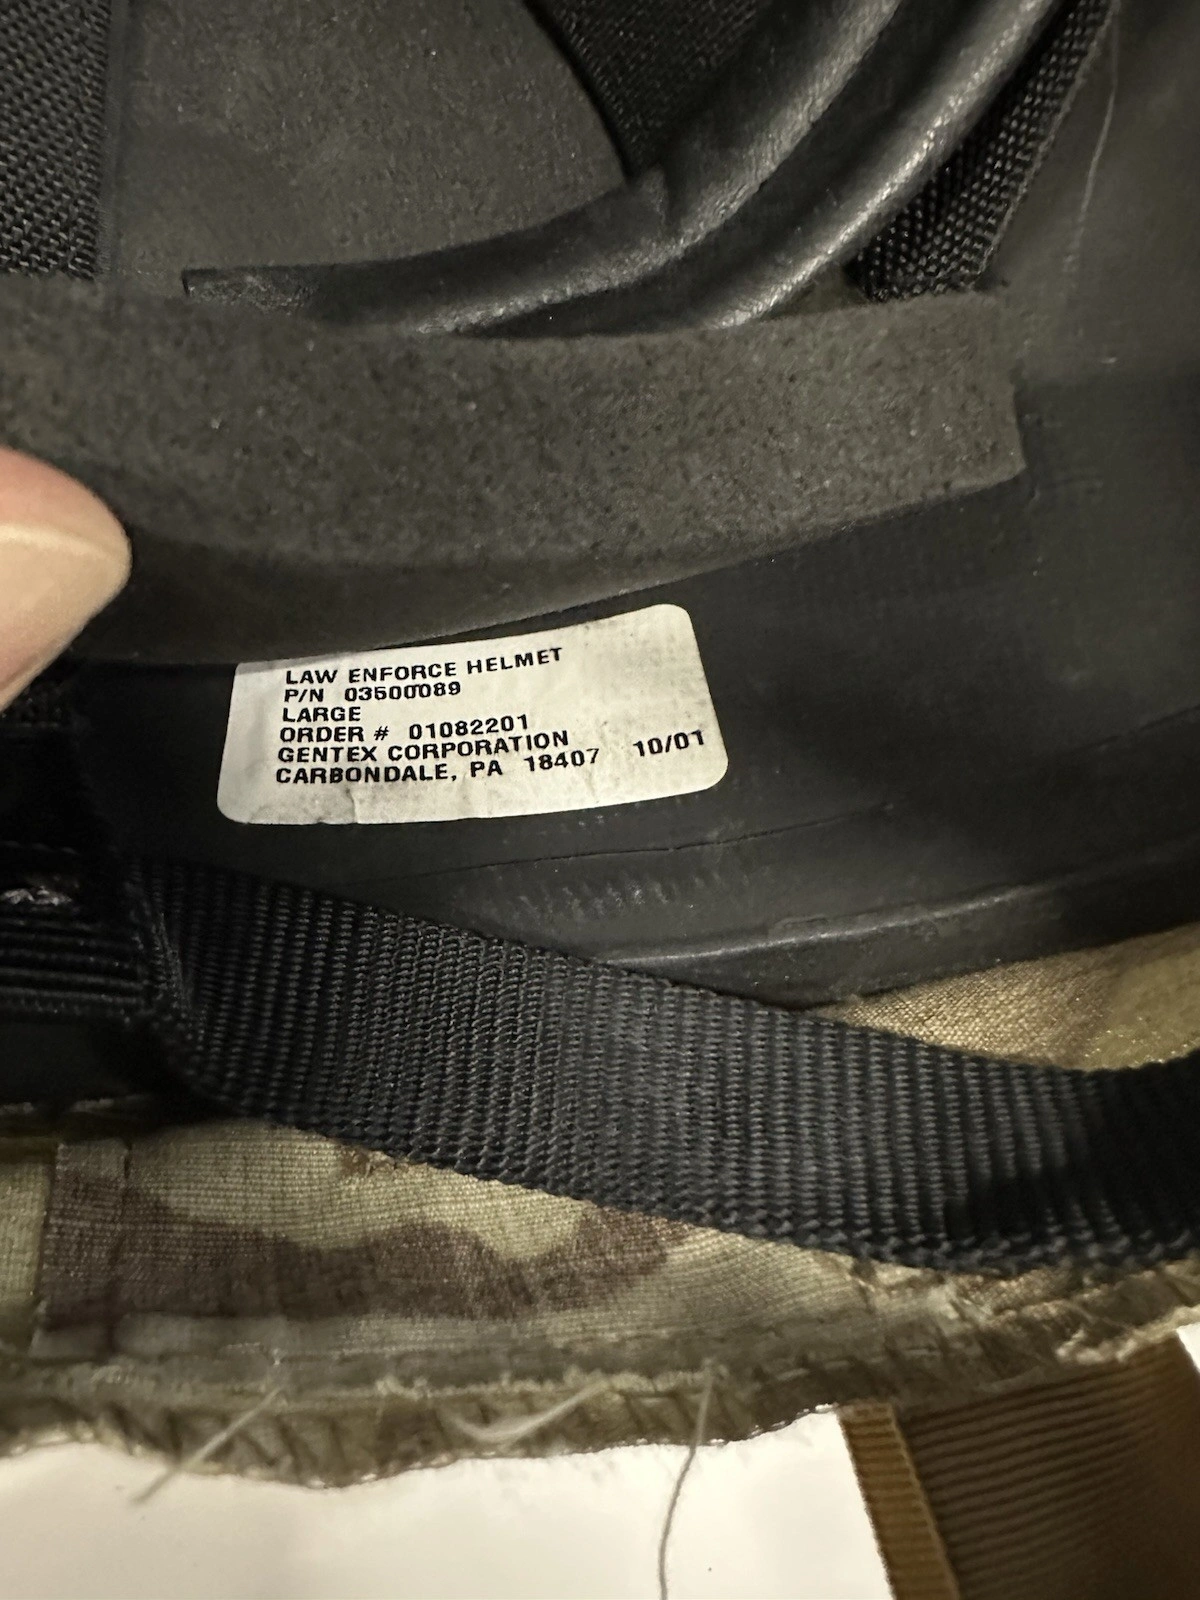 LAW ENFORCE HELMET
P/N 03500089
LARGE
ORDER # 01082201
GENTEX CORPORATION
CARBONDALE, PA 18407 10/01